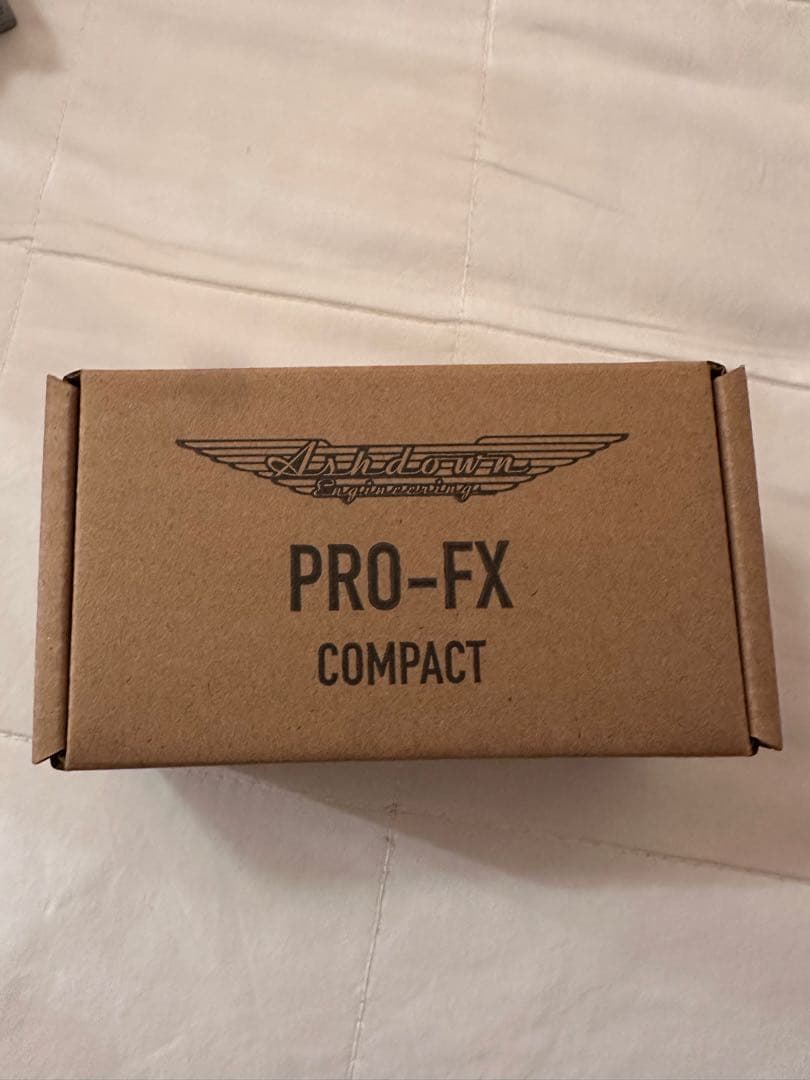 Ashdown
Engineering
PRO-FX
COMPACT